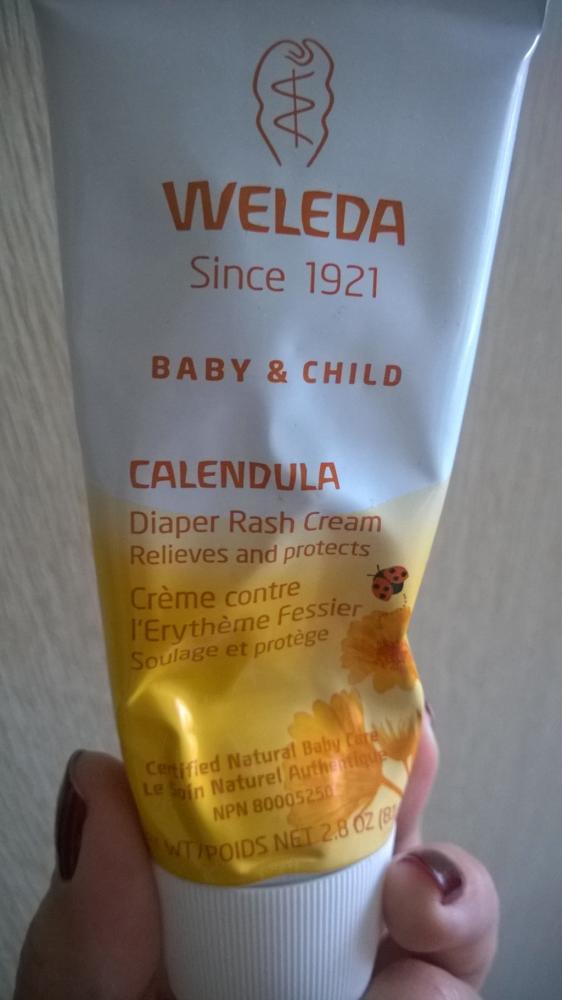 WELEDA
Since 1921
BABY & CHILD
CALENDULA
Diaper Rash Cream
Relieves and protects
Crème contre
l'Erythème Fessier
Soulage et protège
Certified Natural Baby Care
Le Soin Naturel Authentique
NPN
WT/POIDS NET 2.8 OZ